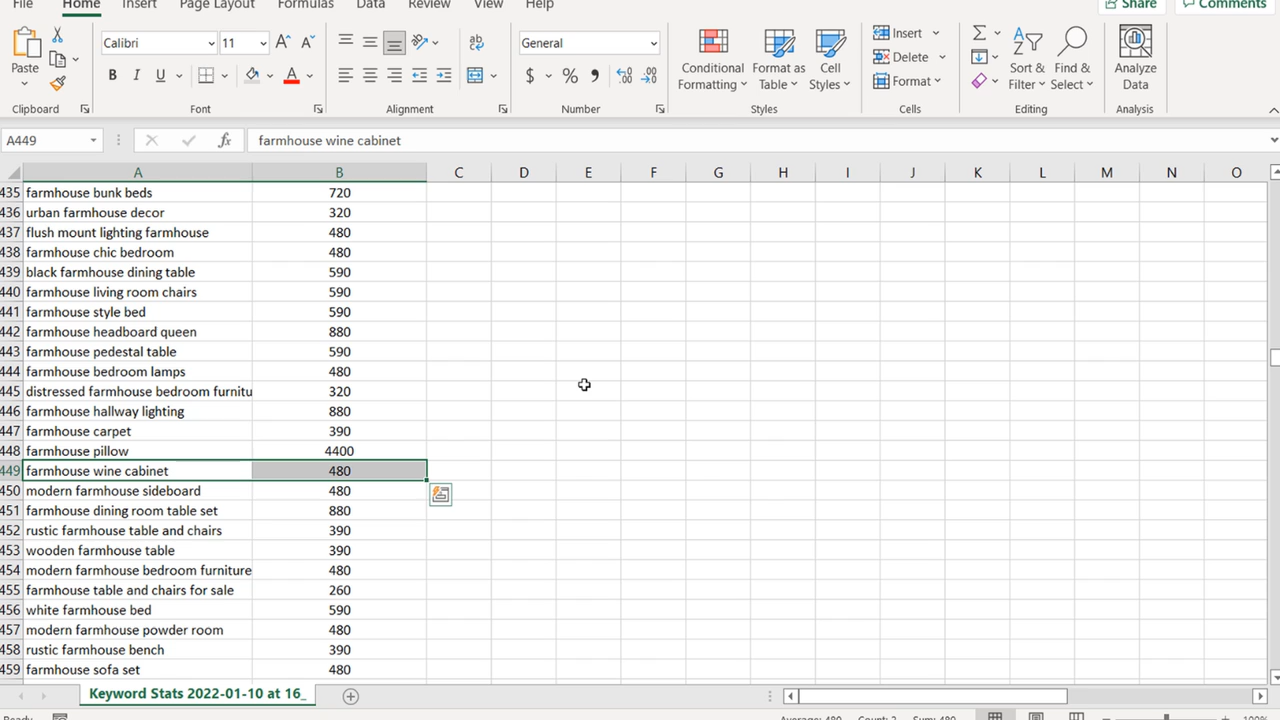 File Home Insert Page Layout Formulas Data Review View Help Share Comments
Paste Calibri 11 General Conditional Formatting Format as Table Cell Styles Insert Delete Format Sort & Filter Find & Select Analyze Data
B I U A $ % ,
Clipboard Font Alignment Number Styles Cells Editing Analysis
A449 fx farmhouse wine cabinet
A B C D E F G H I J K L M N O
435 farmhouse bunk beds 720
436 urban farmhouse decor 320
437 flush mount lighting farmhouse 480
438 farmhouse chic bedroom 480
439 black farmhouse dining table 590
440 farmhouse living room chairs 590
441 farmhouse style bed 590
442 farmhouse headboard queen 880
443 farmhouse pedestal table 590
444 farmhouse bedroom lamps 480
445 distressed farmhouse bedroom furnitu 320
446 farmhouse hallway lighting 880
447 farmhouse carpet 390
448 farmhouse pillow 4400
449 farmhouse wine cabinet 480
450 modern farmhouse sideboard 480
451 farmhouse dining room table set 880
452 rustic farmhouse table and chairs 390
453 wooden farmhouse table 390
454 modern farmhouse bedroom furniture 480
455 farmhouse table and chairs for sale 260
456 white farmhouse bed 590
457 modern farmhouse powder room 480
458 rustic farmhouse bench 390
459 farmhouse sofa set 480
Keyword Stats 2022-01-10 at 16_
Ready Average: 480 Count: 2 Sum: 480 100%